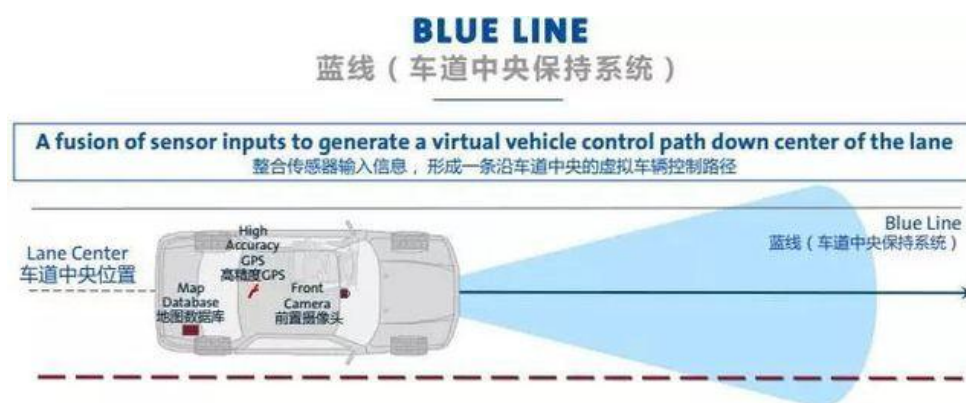 BLUE LINE
蓝线（车道中央保持系统）
A fusion of sensor inputs to generate a virtual vehicle control path down center of the lane
整合传感器输入信息，形成一条沿车道中央的虚拟车辆控制路径
Lane Center
车道中央位置
High
Accuracy
GPS
高精度GPS
Map
Database
地图数据库
Front
Camera
前置摄像头
Blue Line
蓝线（车道中央保持系统）